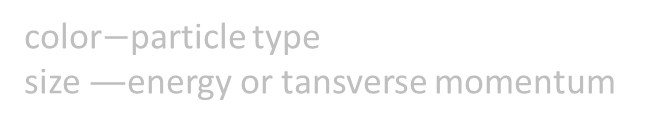 color—particle type
size —energy or tansverse momentum